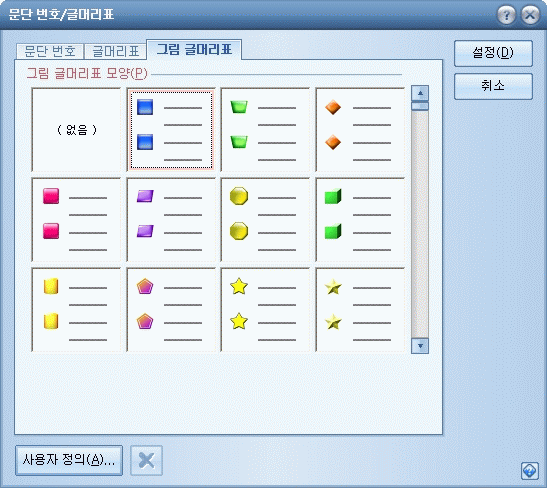 문단 번호/글머리표
문단 번호 글머리표 그림 글머리표
설정(D)
취소
그림 글머리표 모양(P)
( 없음 )
사용자 정의(A)...